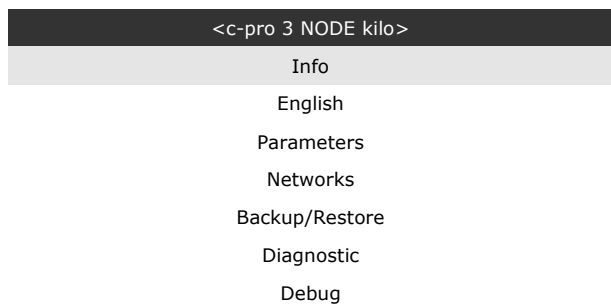 <c-pro 3 NODE kilo>
Info
English
Parameters
Networks
Backup/Restore
Diagnostic
Debug